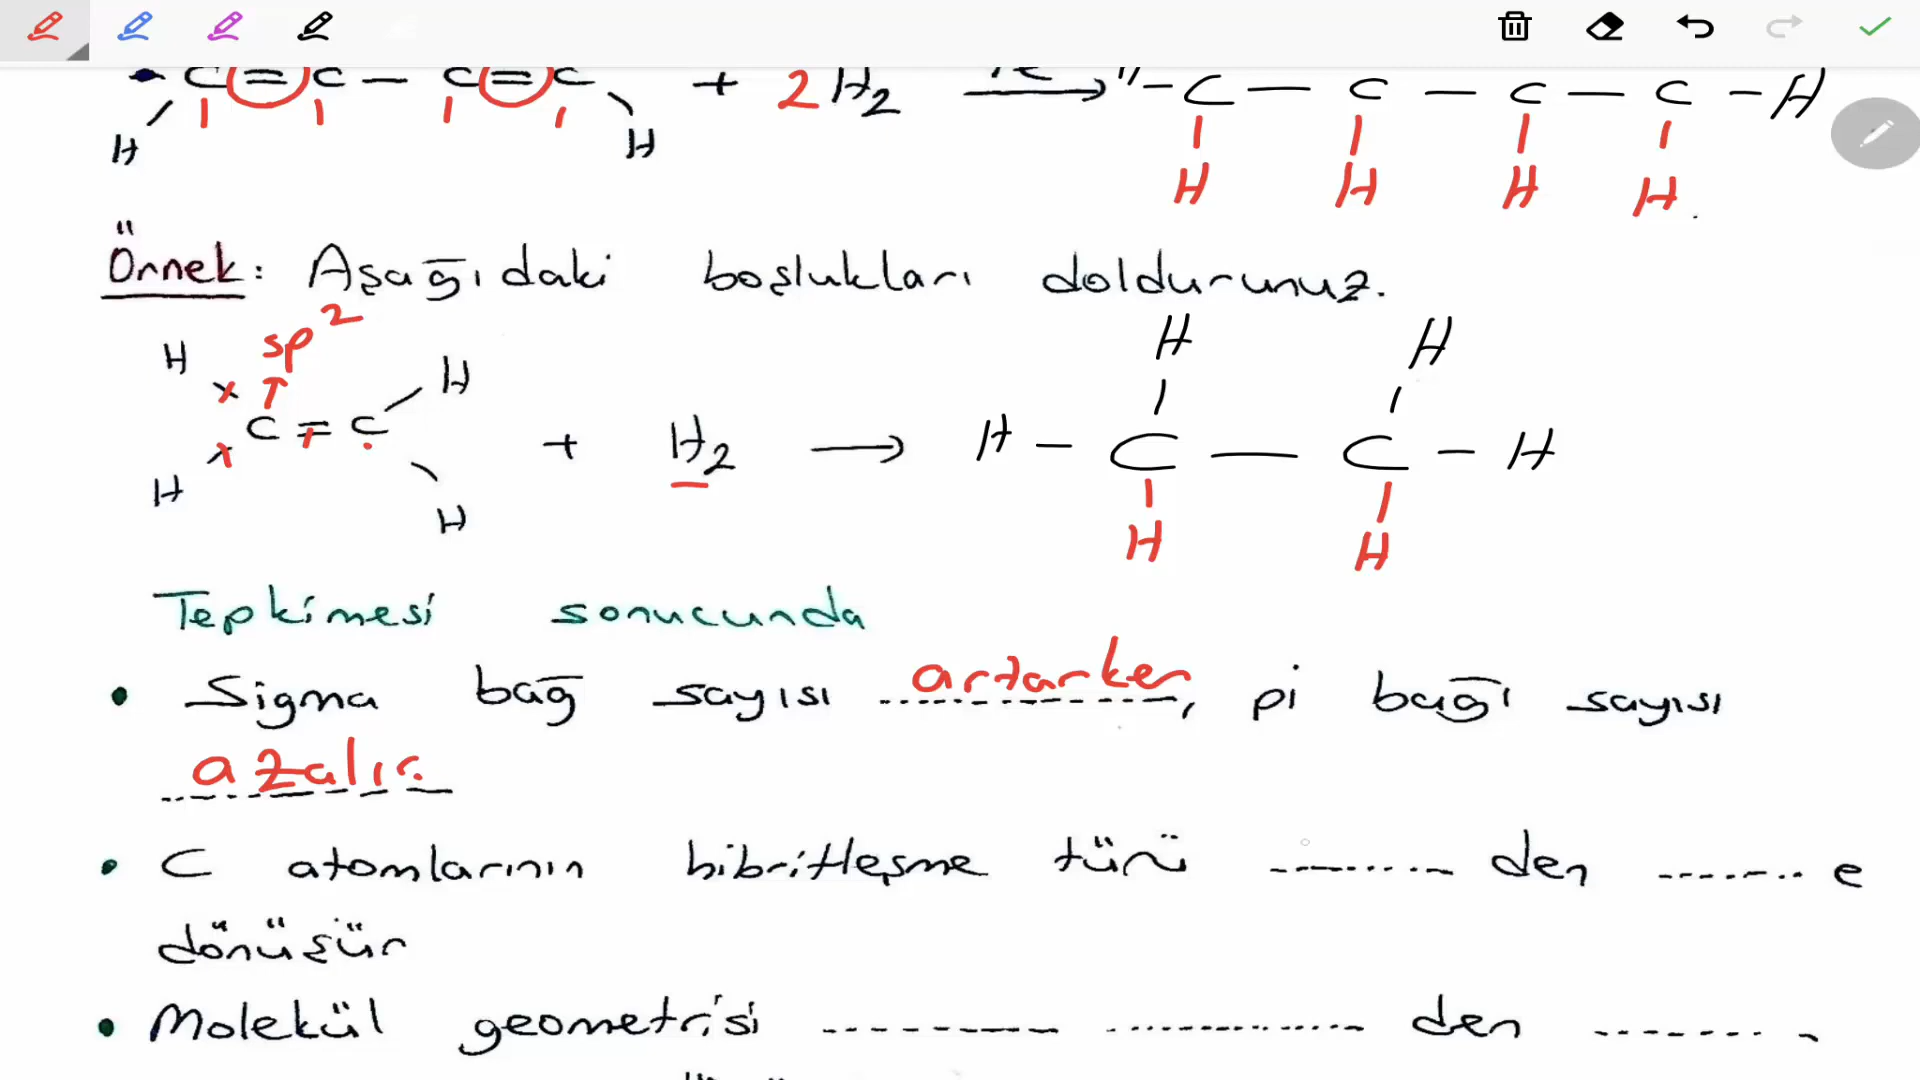 C = C – C = C + 2H2 → – C – C – C – C – H
H H H H H H
Örnek: Aşağıdaki boşlukları doldurunuz.
sp2
H H H H
C = C + H2 → H – C – C – H
H H H H
Tepkimesi sonucunda
• Sigma bağ sayısı artarken, pi bağı sayısı
azalır.
• C atomlarının hibritleşme türü ......... den ........ e
dönüşür
• Molekül geometrisi .......... .......... den ........